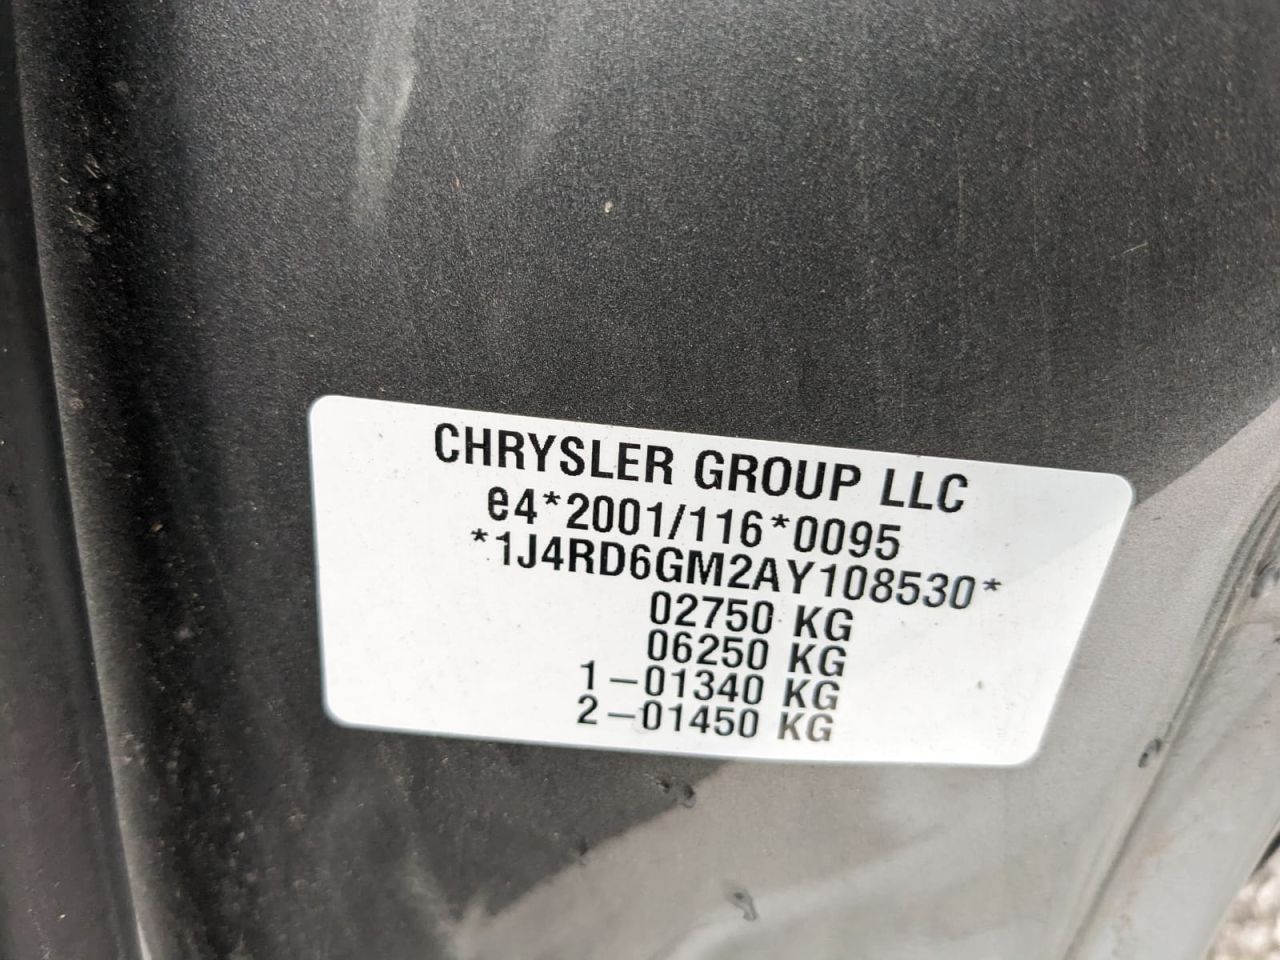 CHRYSLER GROUP LLC
e4*2001/116*0095
*1J4RD6GM2AY108530*
02750 KG
06250 KG
1-01340 KG
2-01450 KG